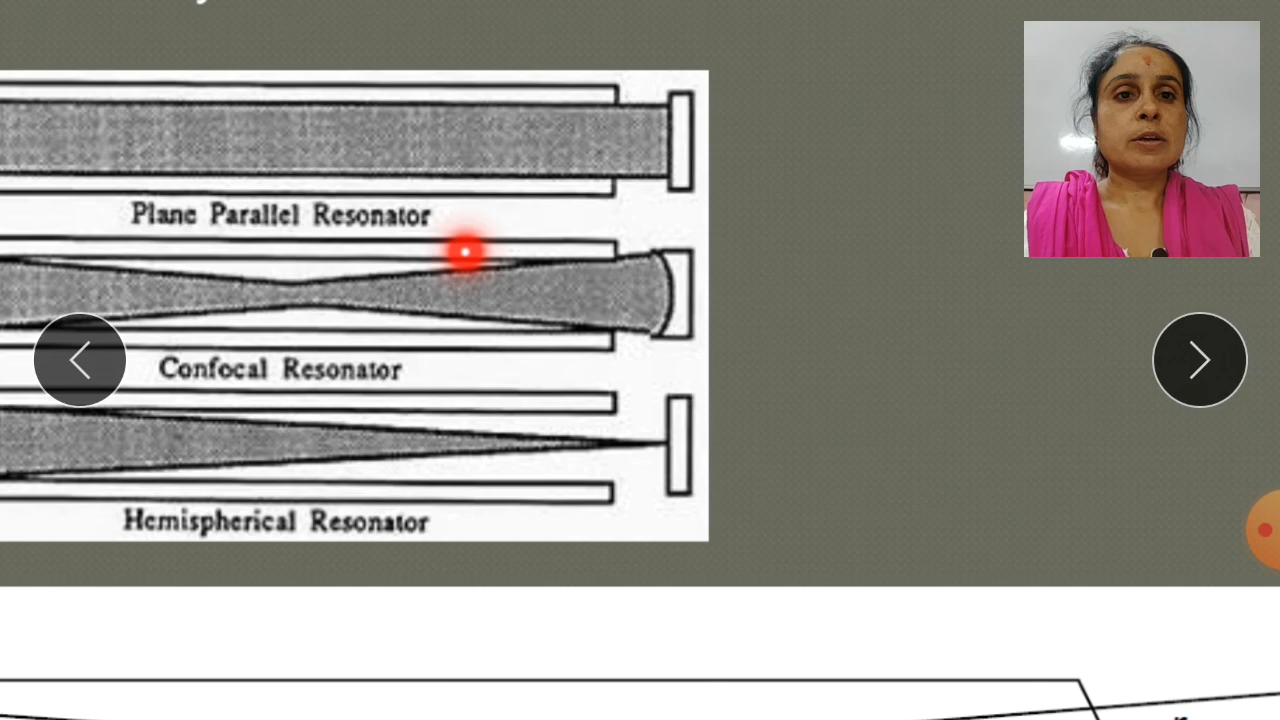 Plane Parallel Resonator
Confocal Resonator
Hemispherical Resonator